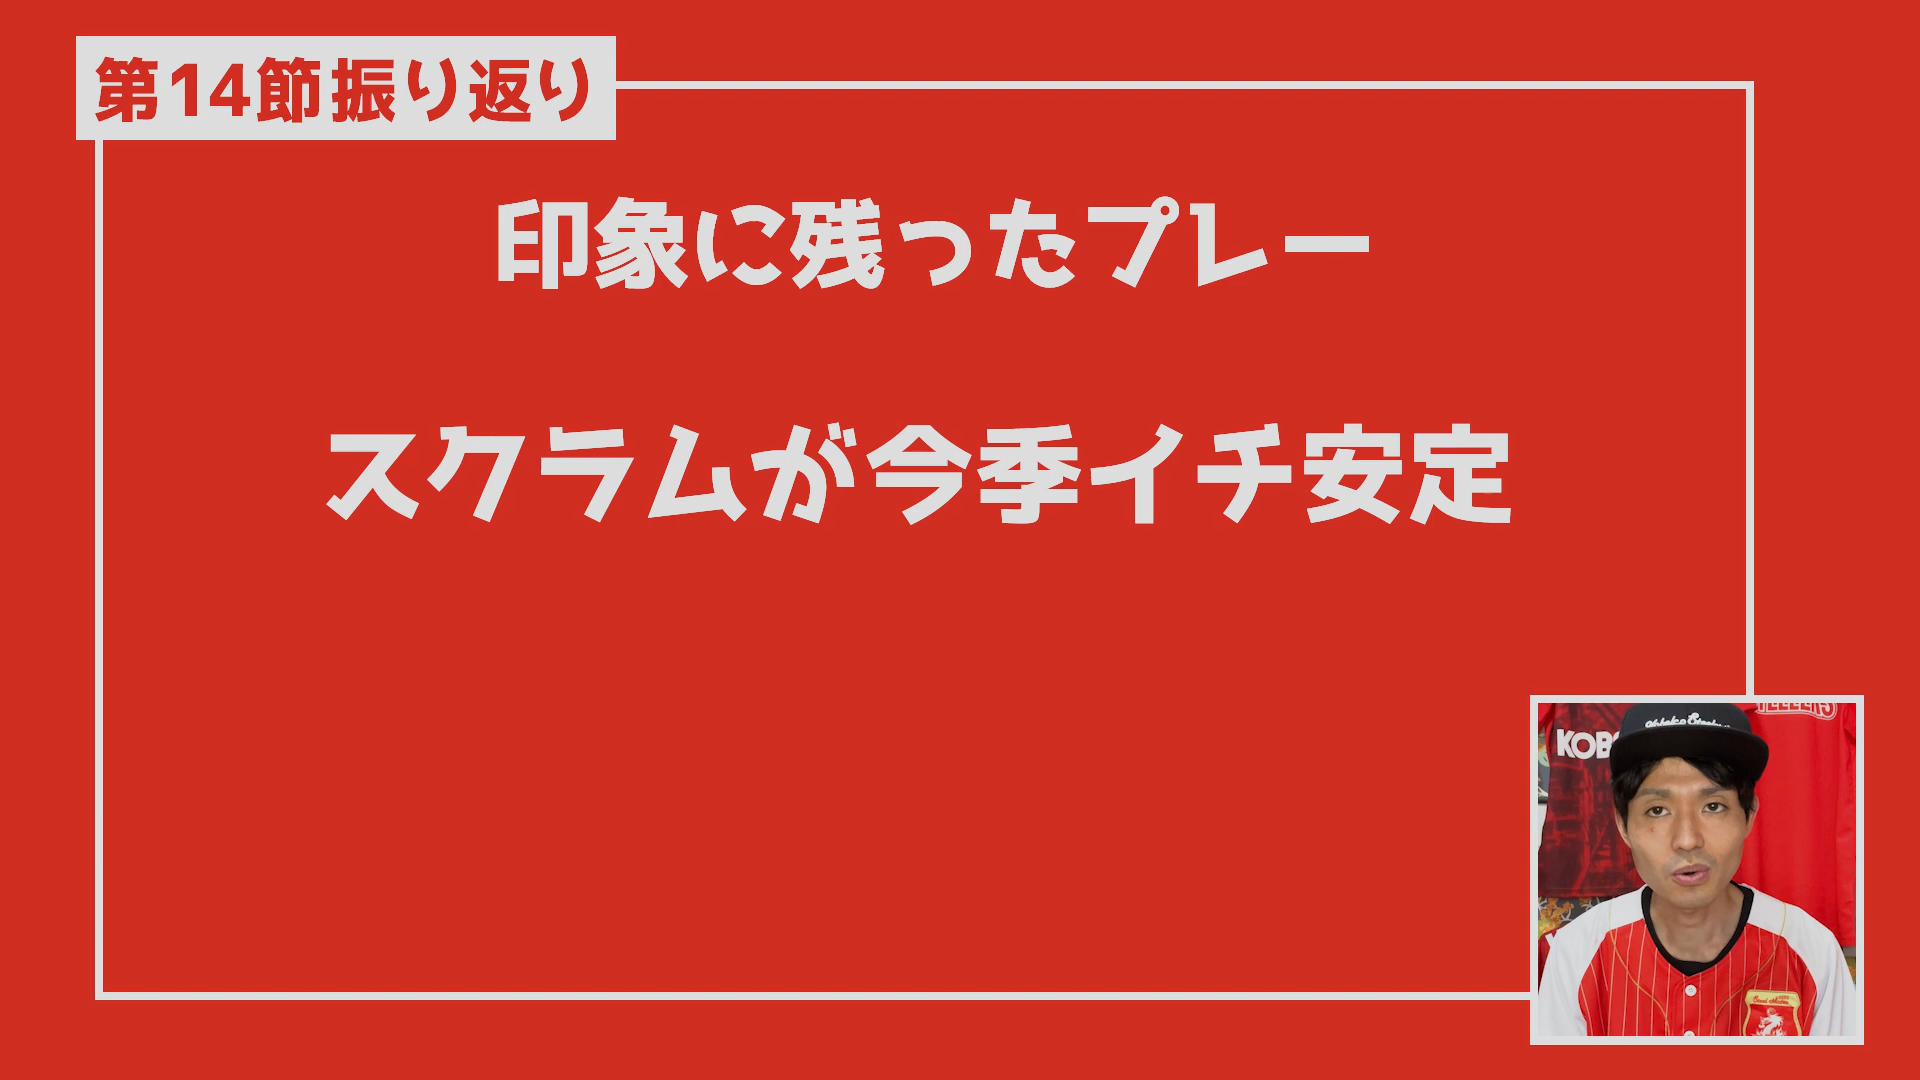 第14節振り返り
印象に残ったプレー
スクラムが今季イチ安定